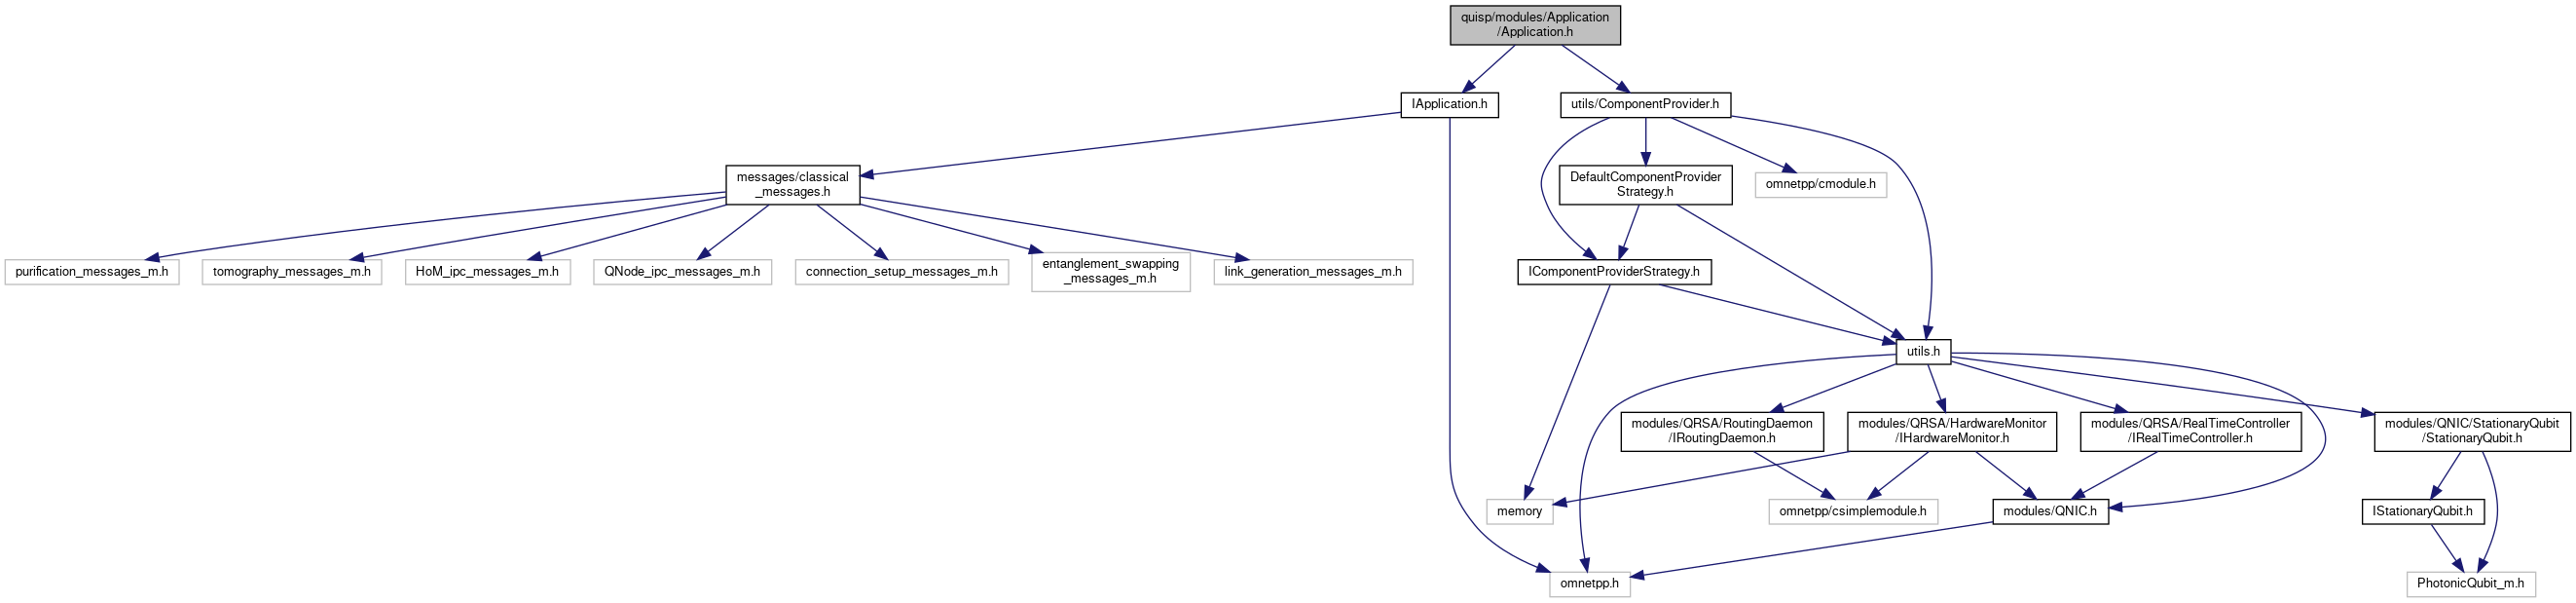 quisp/modules/Application
/Application.h
IApplication.h
utils/ComponentProvider.h
messages/classical
_messages.h
DefaultComponentProvider
Strategy.h
omnetpp/cmodule.h
purification_messages_m.h
tomography_messages_m.h
HoM_ipc_messages_m.h
QNode_ipc_messages_m.h
connection_setup_messages_m.h
entanglement_swapping
_messages_m.h
link_generation_messages_m.h
IComponentProviderStrategy.h
utils.h
modules/QRSA/RoutingDaemon
/IRoutingDaemon.h
modules/QRSA/HardwareMonitor
/IHardwareMonitor.h
modules/QRSA/RealTimeController
/IRealTimeController.h
modules/QNIC/StationaryQubit
/StationaryQubit.h
memory
omnetpp/csimplemodule.h
modules/QNIC.h
IStationaryQubit.h
omnetpp.h
PhotonicQubit_m.h